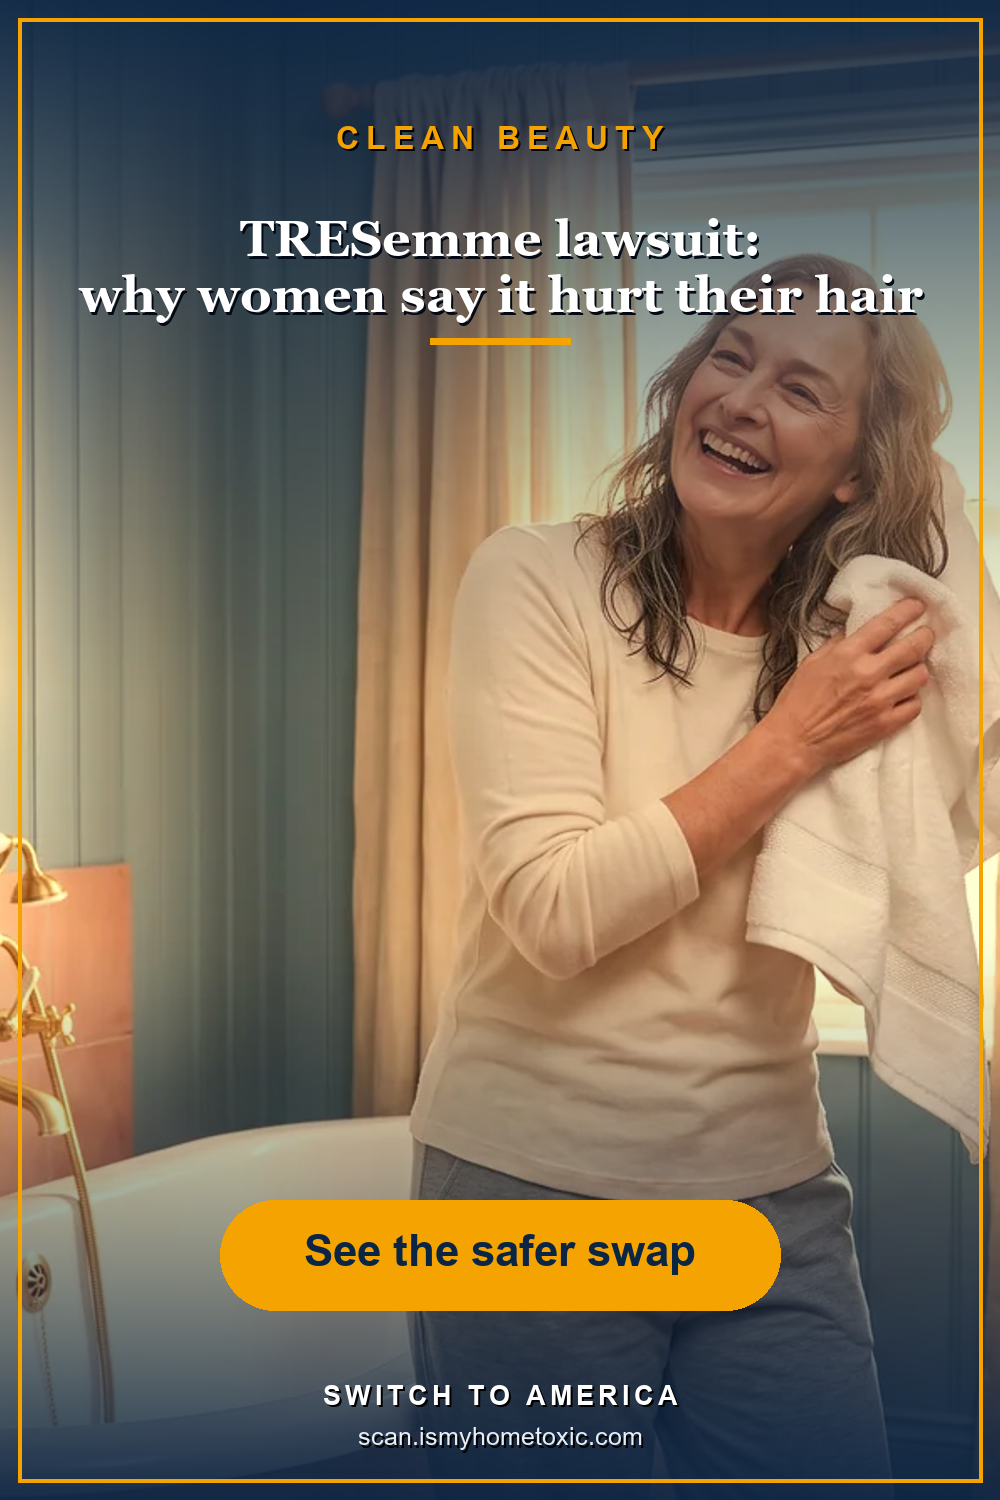 CLEAN BEAUTY
TRESemme lawsuit:
why women say it hurt their hair
See the safer swap
SWITCH TO AMERICA
scan.ismyhometoxic.com